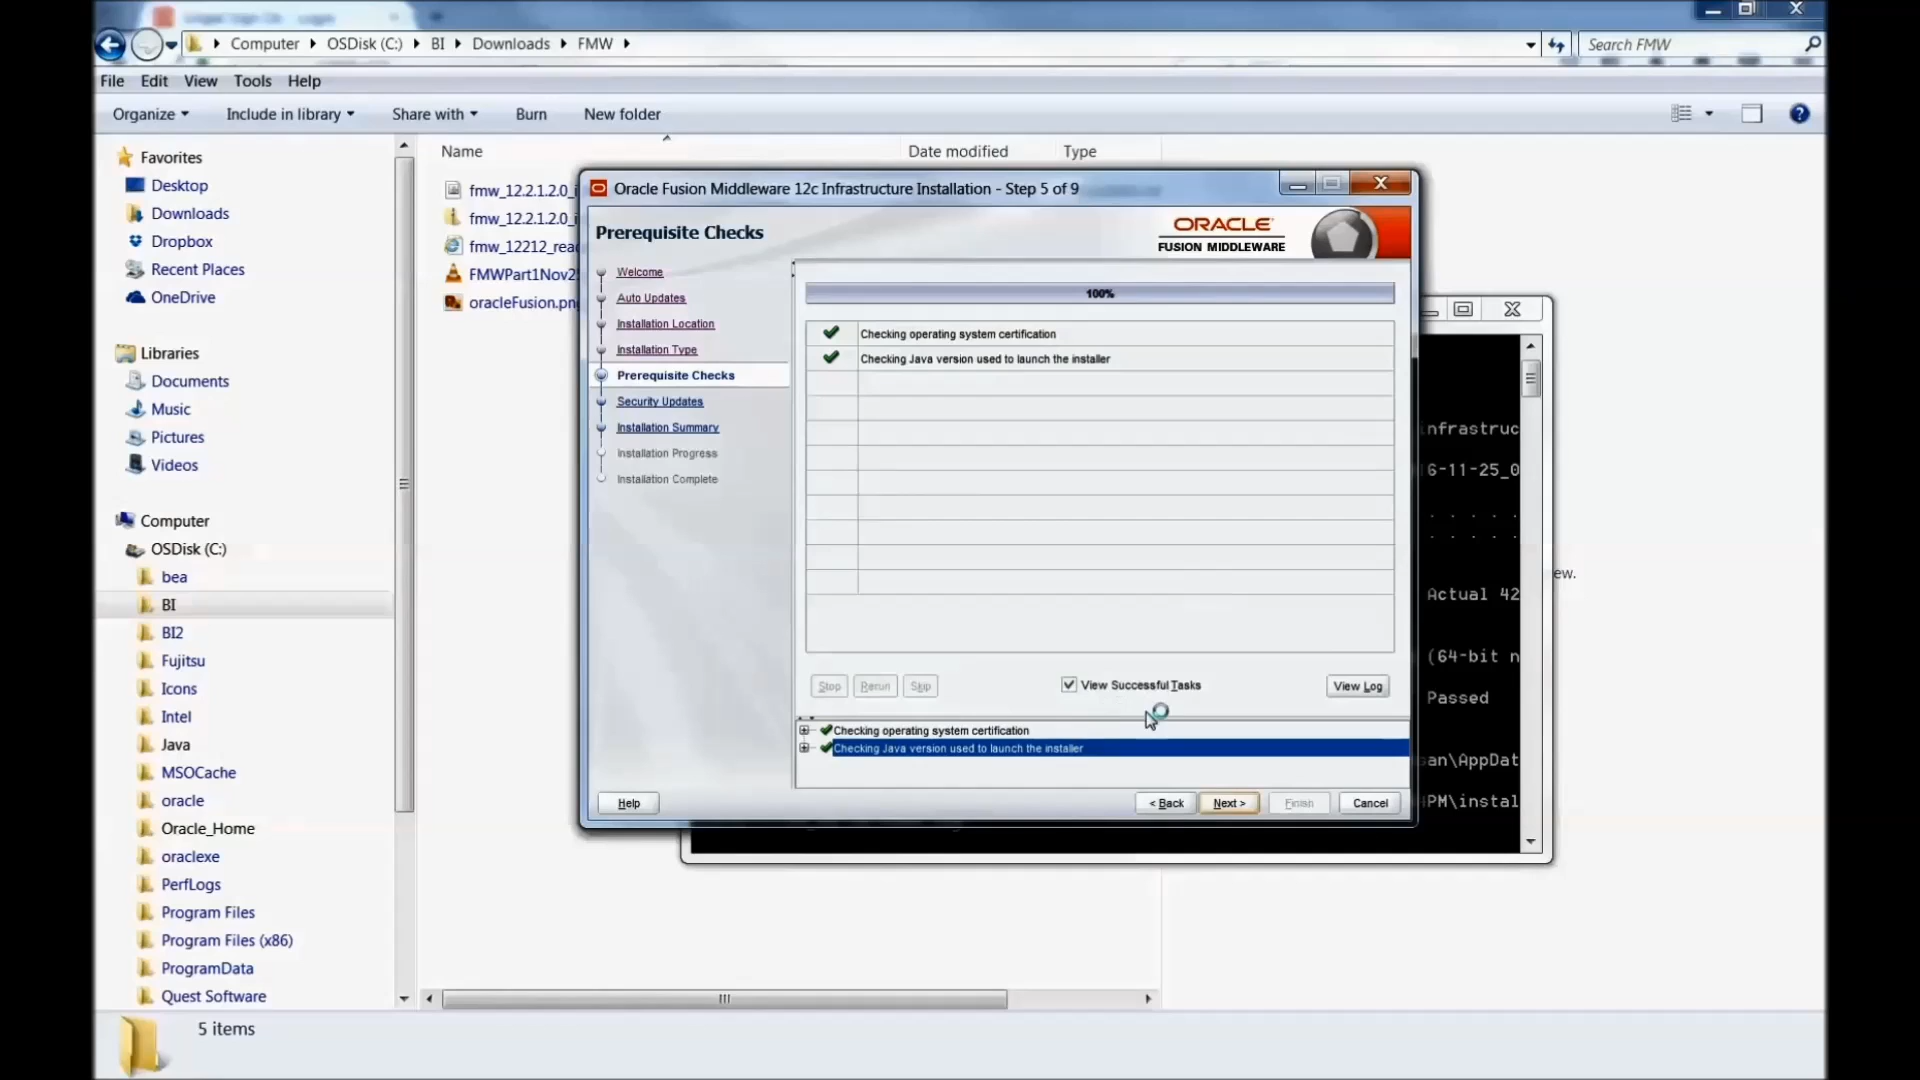 Computer OSDisk (C:) BI Downloads FMW
Search FMW
File Edit View Tools Help
Organize Include in library Share with Burn New folder
Name Date modified Type
Favorites
Desktop
Downloads
Dropbox
Recent Places
OneDrive
Libraries
Documents
Music
Pictures
Videos
Computer
OSDisk (C:)
bea
BI
BI2
Fujitsu
Icons
Intel
Java
MSOCache
oracle
Oracle_Home
oraclexe
PerfLogs
Program Files
Program Files (x86)
ProgramData
Quest Software
5 items
fmw_12.2.1.2.0_i
fmw_12.2.1.2.0_i
fmw_12212_rea
FMWPart1Nov25
oracleFusion.png
Oracle Fusion Middleware 12c Infrastructure Installation - Step 5 of 9
Prerequisite Checks
ORACLE
FUSION MIDDLEWARE
Welcome
Auto Updates
Installation Location
Installation Type
Prerequisite Checks
Security Updates
Installation Summary
Installation Progress
Installation Complete
100%
Checking operating system certification
Checking Java version used to launch the installer
Stop Rerun Skip View Successful Tasks View Log
Checking operating system certification
Checking Java version used to launch the installer
Help < Back Next > Finish Cancel
infrastruc
6-11-25_0
. . . . .
. . . . .
ew.
Actual 42
(64-bit n
Passed
an\AppDat
PM\instal